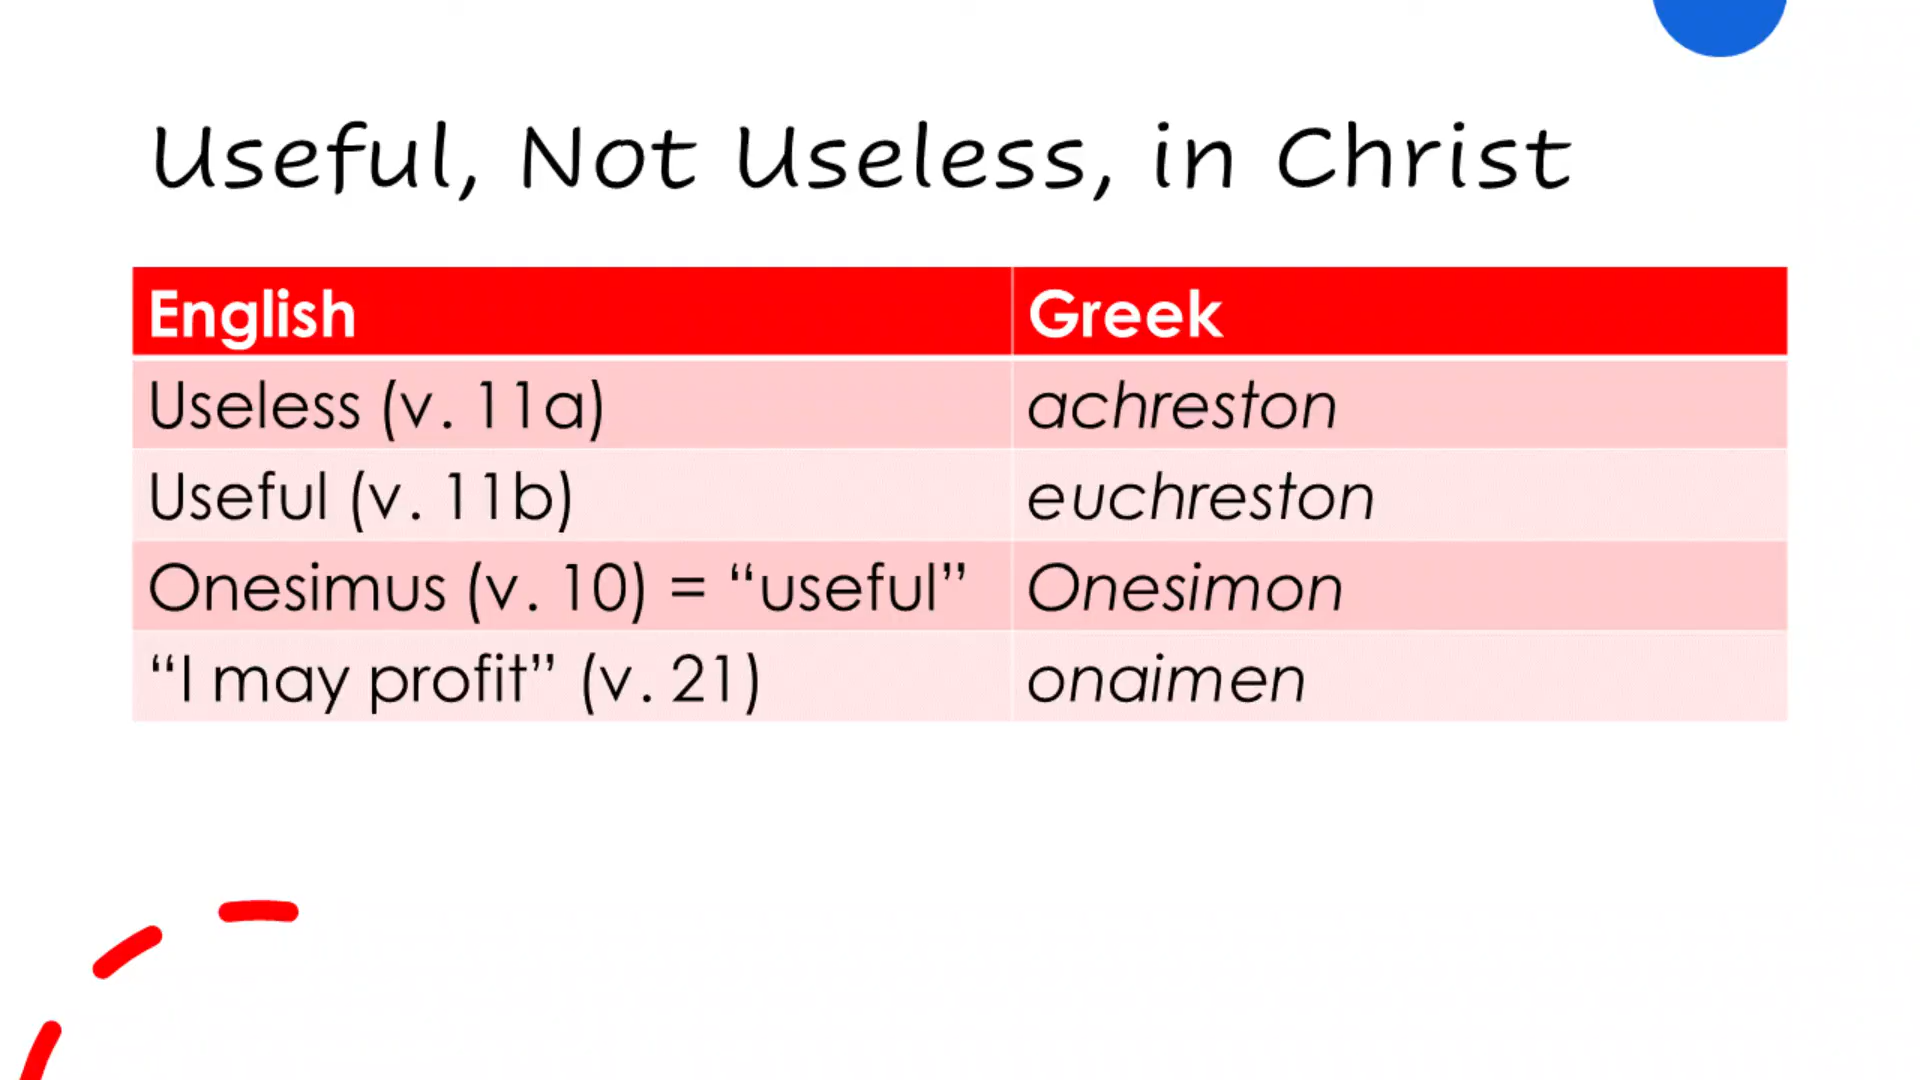 Useful, Not Useless, in Christ
English Greek
Useless (v. 11a) achreston
Useful (v. 11b) euchreston
Onesimus (v. 10) = “useful” Onesimon
“I may profit” (v. 21) onaimen